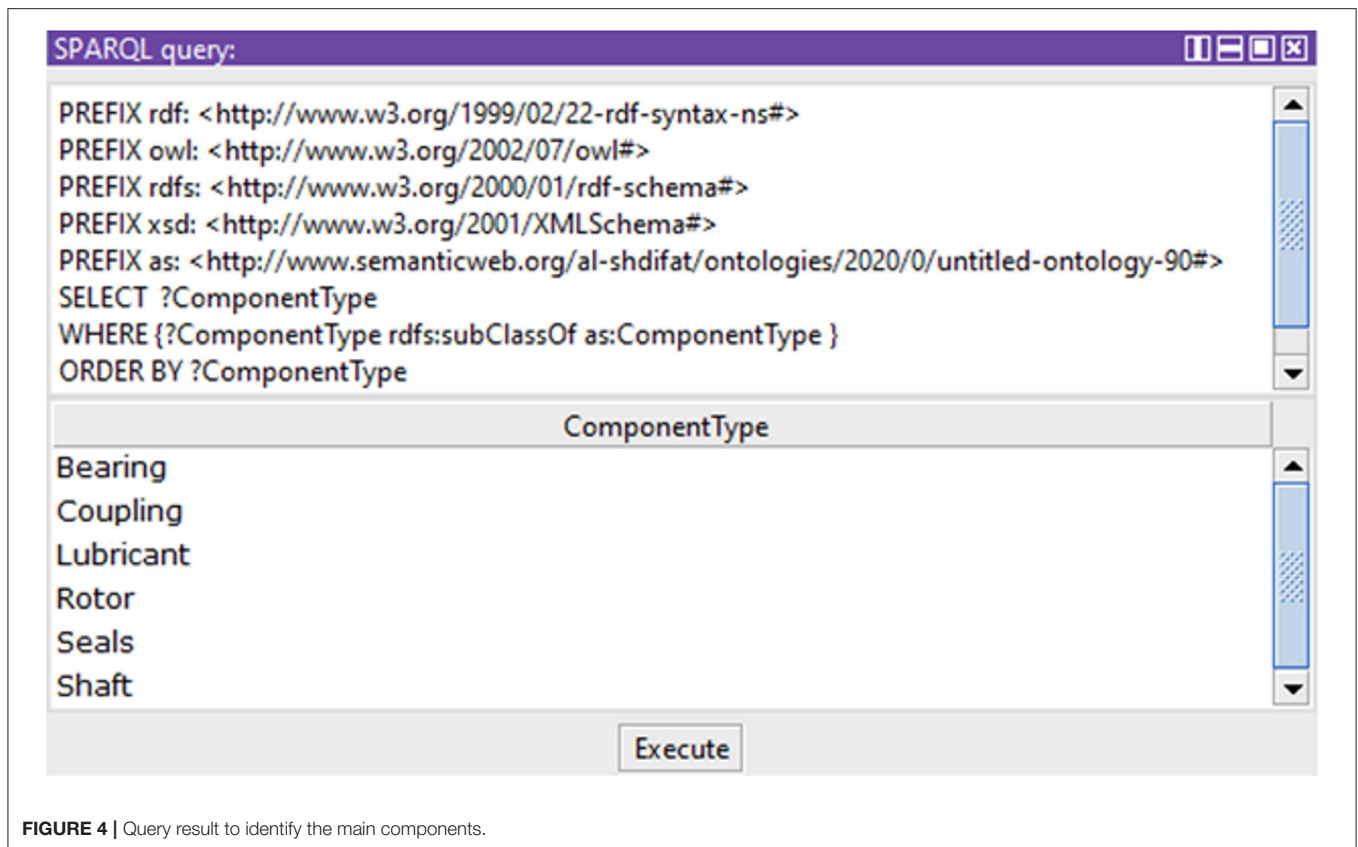 SPARQL query:
PREFIX rdf: <http://www.w3.org/1999/02/22-rdf-syntax-ns#>
PREFIX owl: <http://www.w3.org/2002/07/owl#>
PREFIX rdfs: <http://www.w3.org/2000/01/rdf-schema#>
PREFIX xsd: <http://www.w3.org/2001/XMLSchema#>
PREFIX as: <http://www.semanticweb.org/al-shdifat/ontologies/2020/0/untitled-ontology-90#>
SELECT ?ComponentType
WHERE {?ComponentType rdfs:subClassOf as:ComponentType }
ORDER BY ?ComponentType
ComponentType
Bearing
Coupling
Lubricant
Rotor
Seals
Shaft
Execute
FIGURE 4 | Query result to identify the main components.